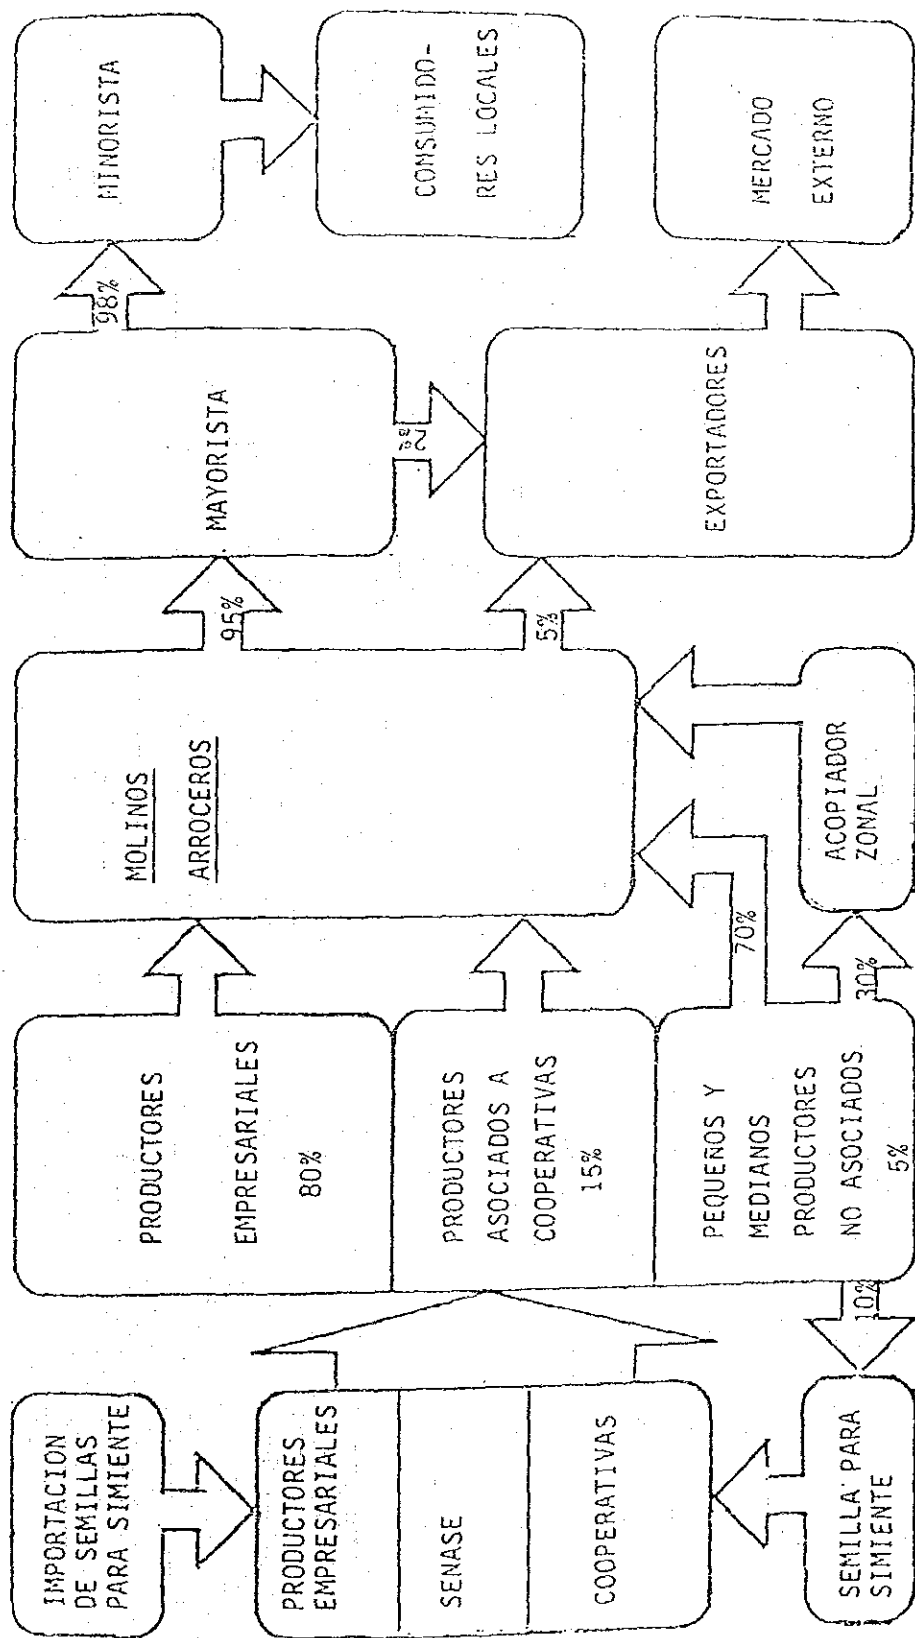 IMPORTACION
DE SEMILLAS
PARA SIMIENTE
PRODUCTORES
EMPRESARIALES
SENASE
COOPERATIVAS
SEMILLA PARA
SIMIENTE
10%
PRODUCTORES
EMPRESARIALES
80%
PRODUCTORES
ASOCIADOS A
COOPERATIVAS
15%
PEQUEÑOS Y
MEDIANOS
PRODUCTORES
NO ASOCIADOS
5%
70%
30%
MOLINOS
ARROCEROS
ACOPIADOR
ZONAL
95%
5%
MAYORISTA
2%
EXPORTADORES
98%
MINORISTA
CONSUMIDO-
RES LOCALES
MERCADO
EXTERNO